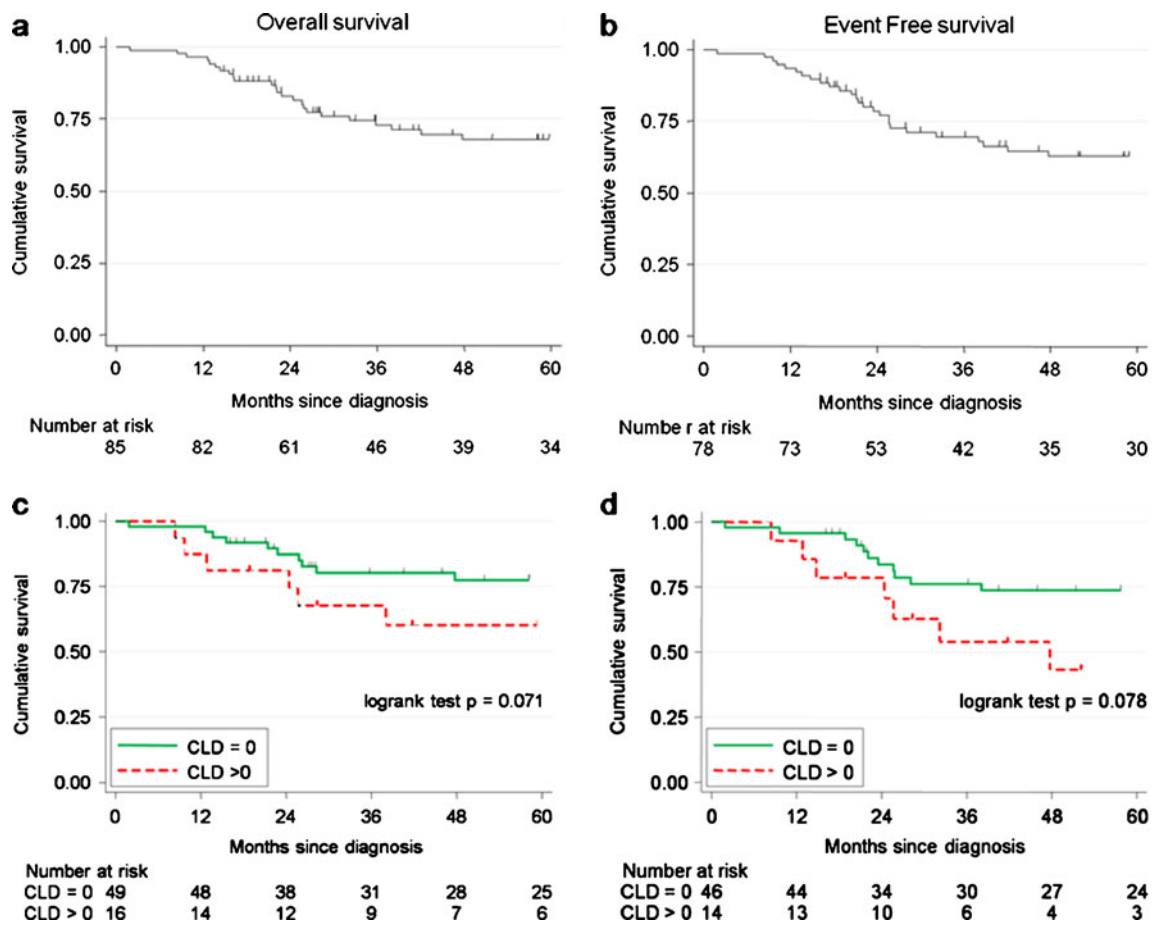 a
Overall survival
Cumulative survival
1.00
0.75
0.50
0.25
0.00
0 12 24 36 48 60
Months since diagnosis
Number at risk
85 82 61 46 39 34
b
Event Free survival
Cumulative survival
1.00
0.75
0.50
0.25
0.00
0 12 24 36 48 60
Months since diagnosis
Number at risk
78 73 53 42 35 30
c
Cumulative survival
1.00
0.75
0.50
0.25
0.00
logrank test p = 0.071
CLD = 0
CLD >0
0 12 24 36 48 60
Months since diagnosis
Number at risk
CLD = 0 49 48 38 31 28 25
CLD > 0 16 14 12 9 7 6
d
Cumulative survival
1.00
0.75
0.50
0.25
0.00
logrank test p = 0.078
CLD = 0
CLD > 0
0 12 24 36 48 60
Months since diagnosis
Number at risk
CLD = 0 46 44 34 30 27 24
CLD > 0 14 13 10 6 4 3